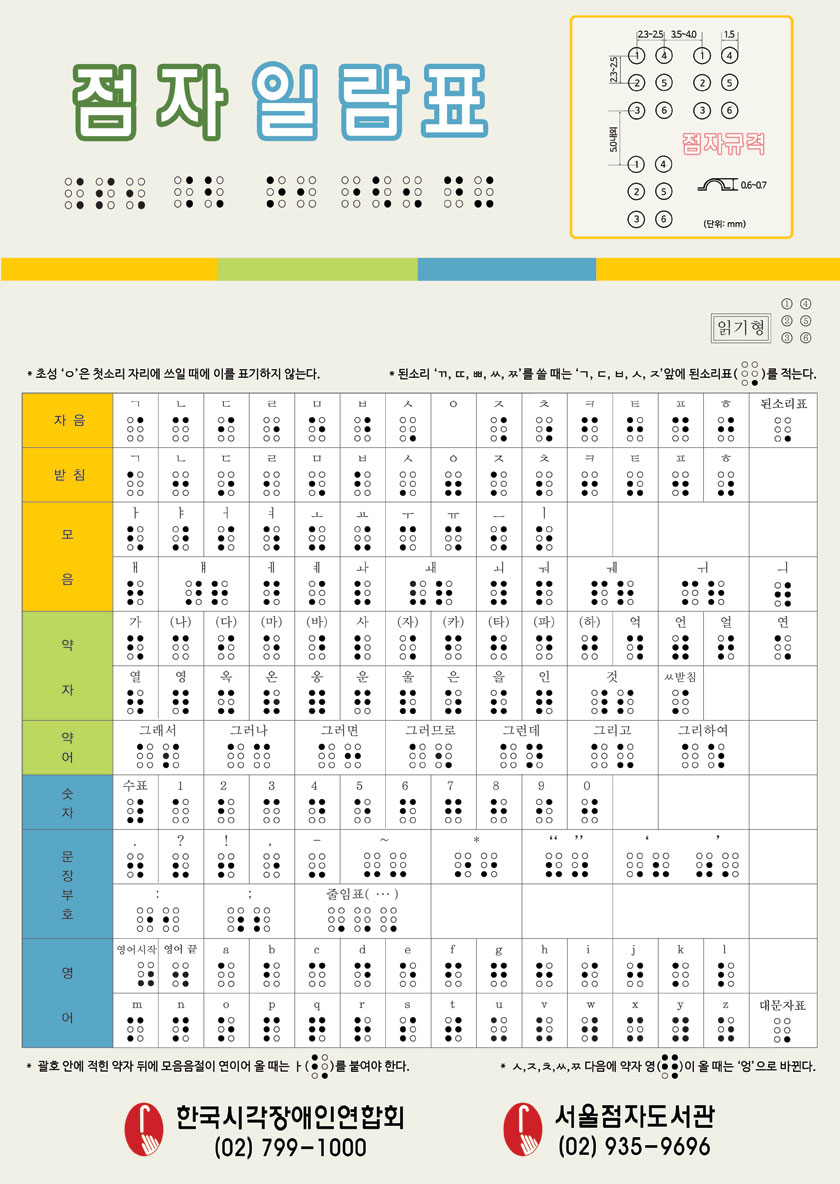 점자일람표
2.3~2.5 3.5~4.0 1.5
2.3~2.5
① ④ ① ④
② ⑤ ② ⑤
③ ⑥ ③ ⑥
5.0내외
점자규격
① ④
② ⑤
③ ⑥
0.6~0.7
(단위: mm)
읽기형
① ④
② ⑤
③ ⑥
* 초성 ‘ㅇ’은 첫소리 자리에 쓰일 때에 이를 표기하지 않는다.
* 된소리 ‘ㄲ, ㄸ, ㅃ, ㅆ, ㅉ’를 쓸 때는 ‘ㄱ, ㄷ, ㅂ, ㅅ, ㅈ’앞에 된소리표(⠠)를 적는다.
자음 ㄱ ㄴ ㄷ ㄹ ㅁ ㅂ ㅅ ㅇ ㅈ ㅊ ㅋ ㅌ ㅍ ㅎ 된소리표
받침 ㄱ ㄴ ㄷ ㄹ ㅁ ㅂ ㅅ ㅇ ㅈ ㅊ ㅋ ㅌ ㅍ ㅎ
모음 ㅏ ㅑ ㅓ ㅕ ㅗ ㅛ ㅜ ㅠ ㅡ ㅣ
ㅐ ㅒ ㅔ ㅖ ㅘ ㅙ ㅚ ㅝ ㅞ ㅟ ㅢ
약자 가 (나) (다) (마) (바) 사 (자) (카) (타) (파) (하) 억 언 얼 연
열 영 옥 온 옹 운 울 은 을 인 것 ㅆ받침
약어 그래서 그러나 그러면 그러므로 그런데 그리고 그리하여
숫자 수표 1 2 3 4 5 6 7 8 9 0
문장부호 . ? ! , – ~ * “ ” ‘ ’
: ; 줄임표( ··· )
영어 영어시작 영어 끝 a b c d e f g h i j k l
m n o p q r s t u v w x y z 대문자표
* 괄호 안에 적힌 약자 뒤에 모음음절이 연이어 올 때는 ㅏ(⠣)를 붙여야 한다.
* ㅅ,ㅈ,ㅊ,ㅆ,ㅉ 다음에 약자 영(⠻)이 올 때는 ‘엉’으로 바뀐다.
한국시각장애인연합회
(02) 799-1000
서울점자도서관
(02) 935-9696